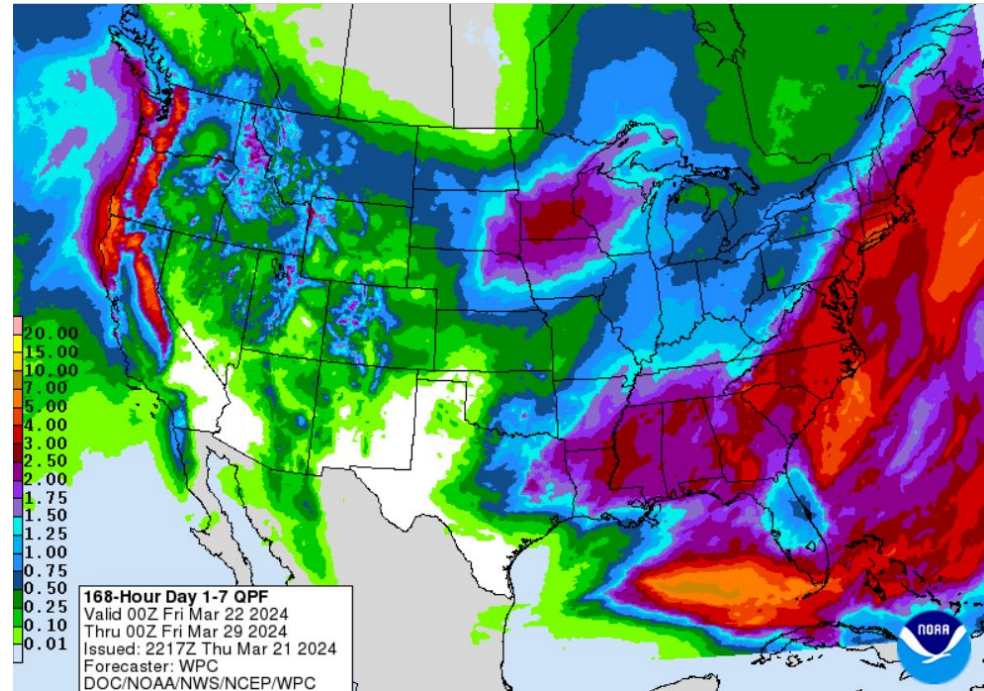 20.00
15.00
10.00
7.00
5.00
4.00
3.00
2.50
2.00
1.75
1.50
1.25
1.00
0.75
0.50
0.25
0.10
0.01
168-Hour Day 1-7 QPF
Valid 00Z Fri Mar 22 2024
Thru 00Z Fri Mar 29 2024
Issued: 2217Z Thu Mar 21 2024
Forecaster: WPC
DOC/NOAA/NWS/NCEP/WPC
NOAA